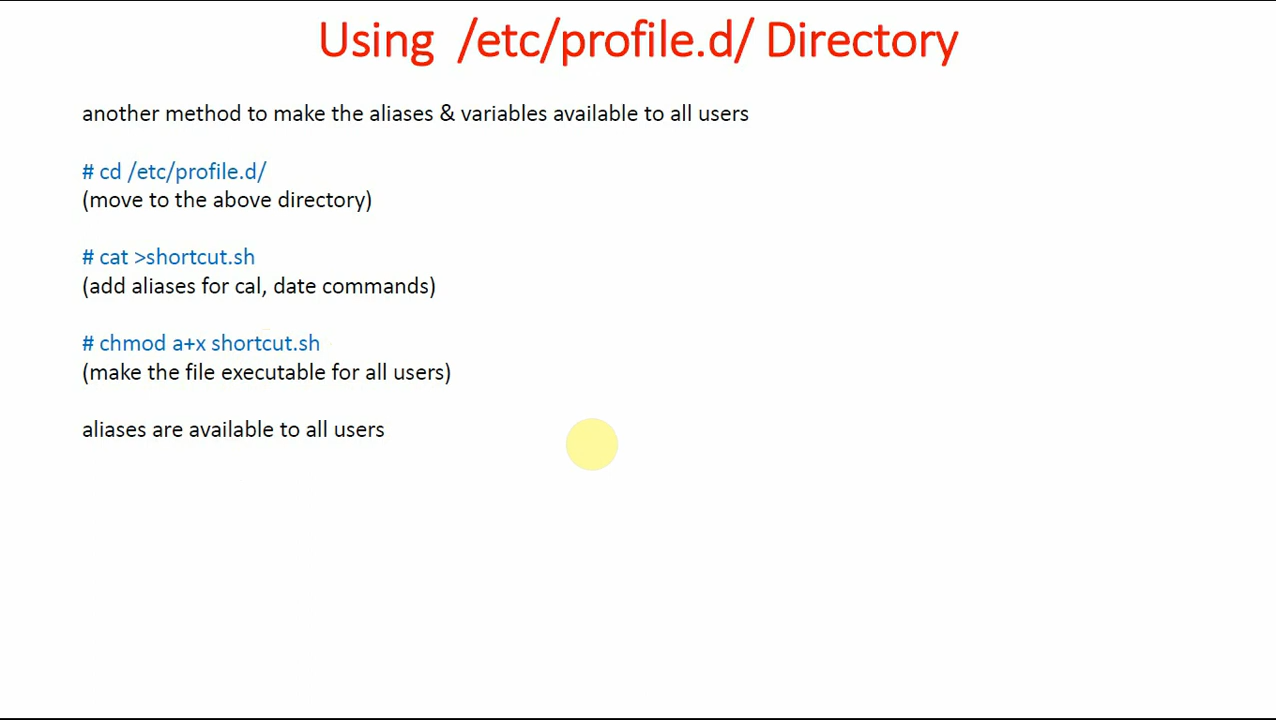 Using /etc/profile.d/ Directory
another method to make the aliases & variables available to all users
# cd /etc/profile.d/
(move to the above directory)
# cat >shortcut.sh
(add aliases for cal, date commands)
# chmod a+x shortcut.sh
(make the file executable for all users)
aliases are available to all users